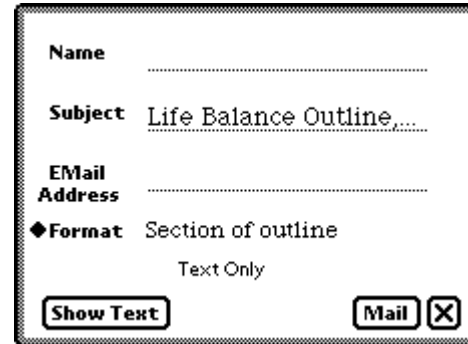 Name
Subject Life Balance Outline,...
EMail
Address
◆Format Section of outline
Text Only
Show Text Mail X